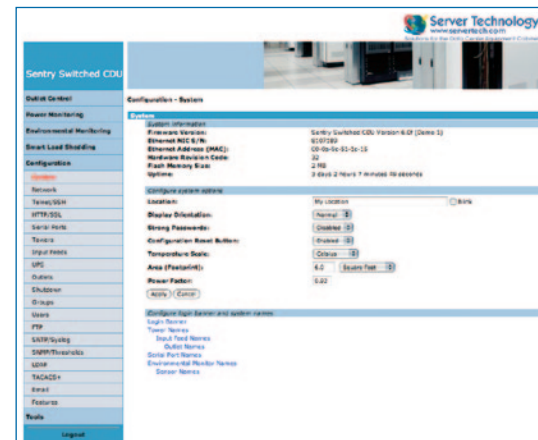 Server Technology
www.servertech.com
Sentry Switched CDU
Outlet Control
Power Monitoring
Environmental Monitoring
Smart Load Shedding
Configuration
System
Network
Telnet/SSH
HTTP/SSL
Serial Ports
Towers
Input Feeds
UPS
Outlets
Shutdown
Groups
Users
FTP
SNTP/Syslog
SNMP/Thresholds
LDAP
TACACS+
Email
Features
Tools
Logout
Configuration - System
System
System information
Firmware Version: Sentry Switched CDU Version 6.0f
Ethernet NIC S/N:
Ethernet Address (MAC):
Hardware Revision Code: 32
Flash Memory Size: 2 MB
Uptime: 3 days 2 hours 7 minutes
Configure system options
Location: My Location Blink
Display Orientation: Normal
Strong Passwords: Disabled
Configuration Reset Button: Enabled
Temperature Scale: Celsius
Area (Footprint): 6.0 Square Feet
Power Factor:
Apply Cancel
Configure login banner and system names
Login Banner
Tower Names
Input Feed Names
Outlet Names
Serial Port Names
Environmental Monitor Names
Sensor Names